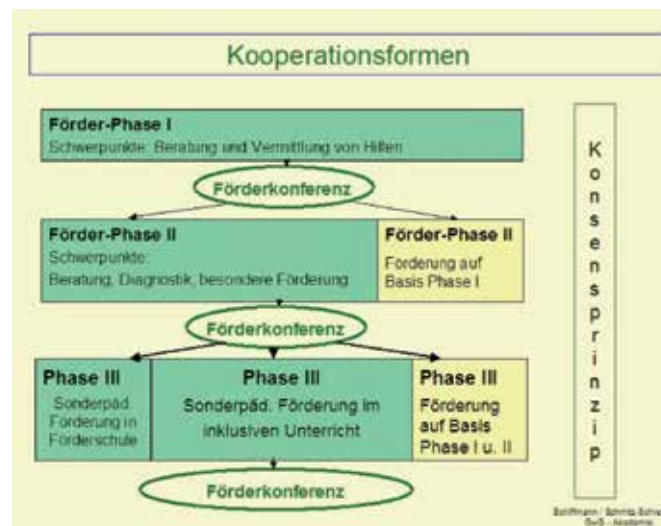 Kooperationsformen
Förder-Phase I
Schwerpunkte: Beratung und Vermittlung von Hilfen
Förderkonferenz
Förder-Phase II
Schwerpunkte:
Beratung, Diagnostik, besondere Förderung
Förder-Phase II
Förderung auf
Basis Phase I
Förderkonferenz
Phase III
Sonderpäd.
Förderung in
Förderschule
Phase III
Sonderpäd. Förderung im
inklusiven Unterricht
Phase III
Förderung
auf Basis
Phase I u. II
Förderkonferenz
Konsensprinzip
Akademie